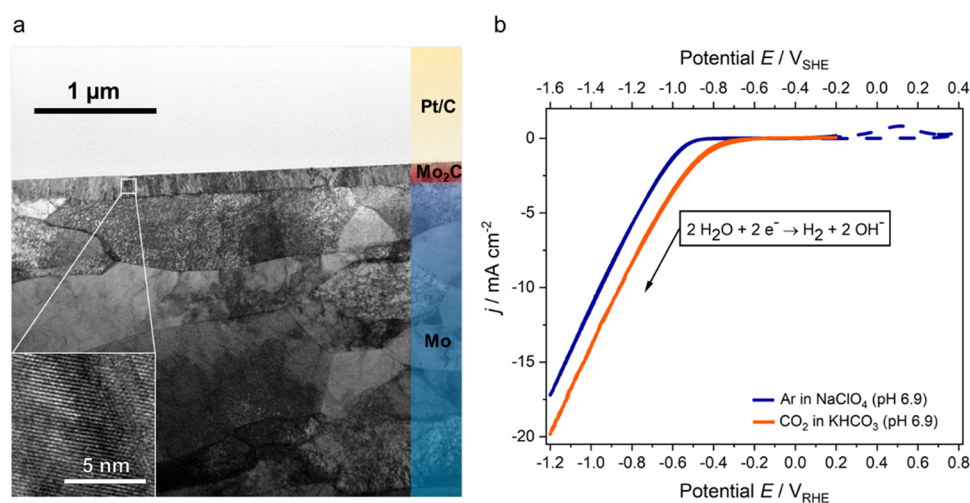 a
1 µm
Pt/C
Mo₂C
Mo
5 nm
b
Potential E / V_SHE
-1.6 -1.4 -1.2 -1.0 -0.8 -0.6 -0.4 -0.2 0.0 0.2 0.4
0
-5
-10
-15
-20
j / mA cm⁻²
2 H₂O + 2 e⁻ → H₂ + 2 OH⁻
Ar in NaClO₄ (pH 6.9)
CO₂ in KHCO₃ (pH 6.9)
-1.2 -1.0 -0.8 -0.6 -0.4 -0.2 0.0 0.2 0.4 0.6 0.8
Potential E / V_RHE